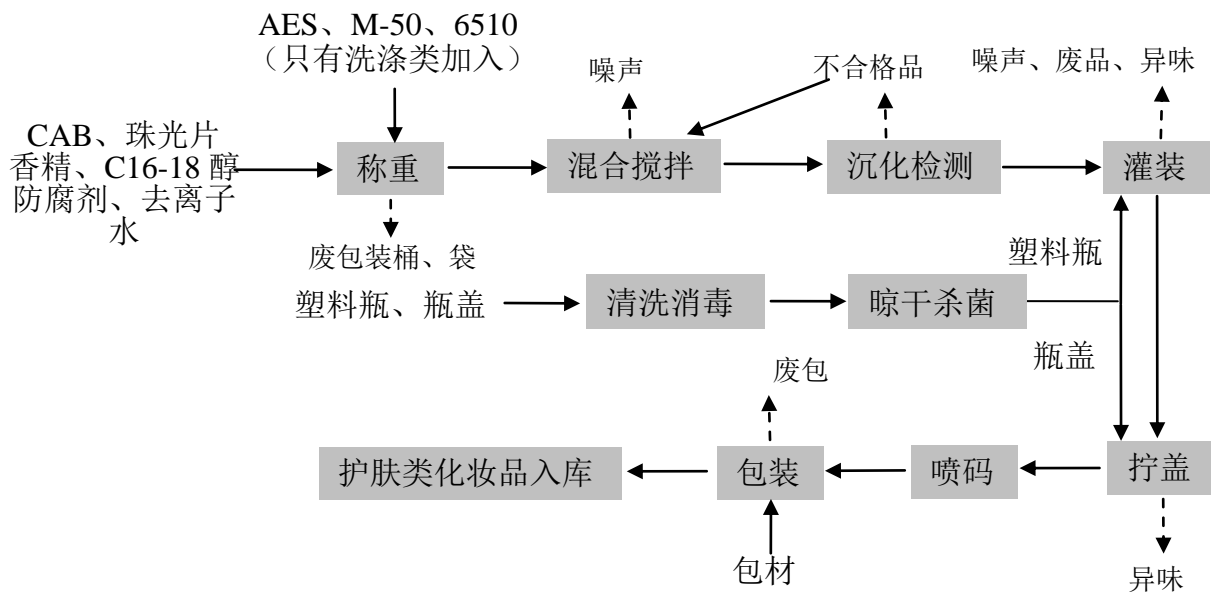 AES、M-50、6510
（只有洗涤类加入）
噪声
不合格品
噪声、废品、异味
CAB、珠光片
香精、C16-18 醇
防腐剂、去离子
水
称重
混合搅拌
沉化检测
灌装
废包装桶、袋
塑料瓶、瓶盖
清洗消毒
晾干杀菌
塑料瓶
瓶盖
废包
护肤类化妆品入库
包装
喷码
拧盖
包材
异味